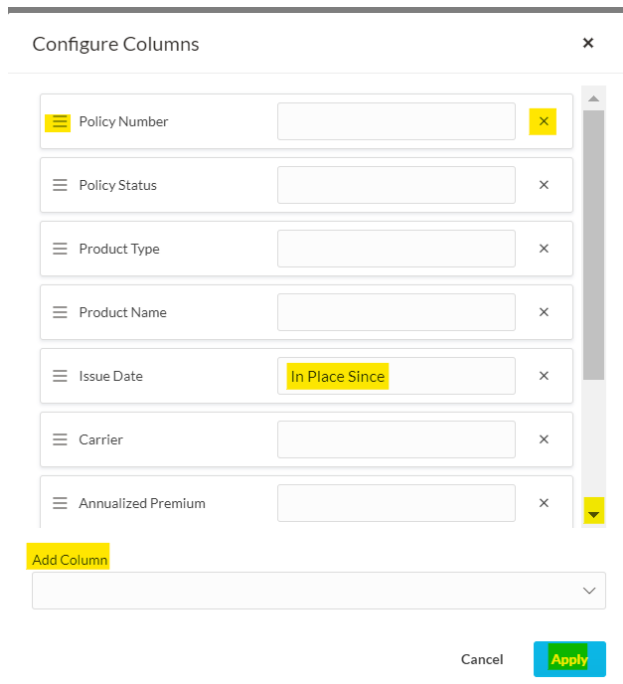 Configure Columns
Policy Number
Policy Status
Product Type
Product Name
Issue Date In Place Since
Carrier
Annualized Premium
Add Column
Cancel Apply